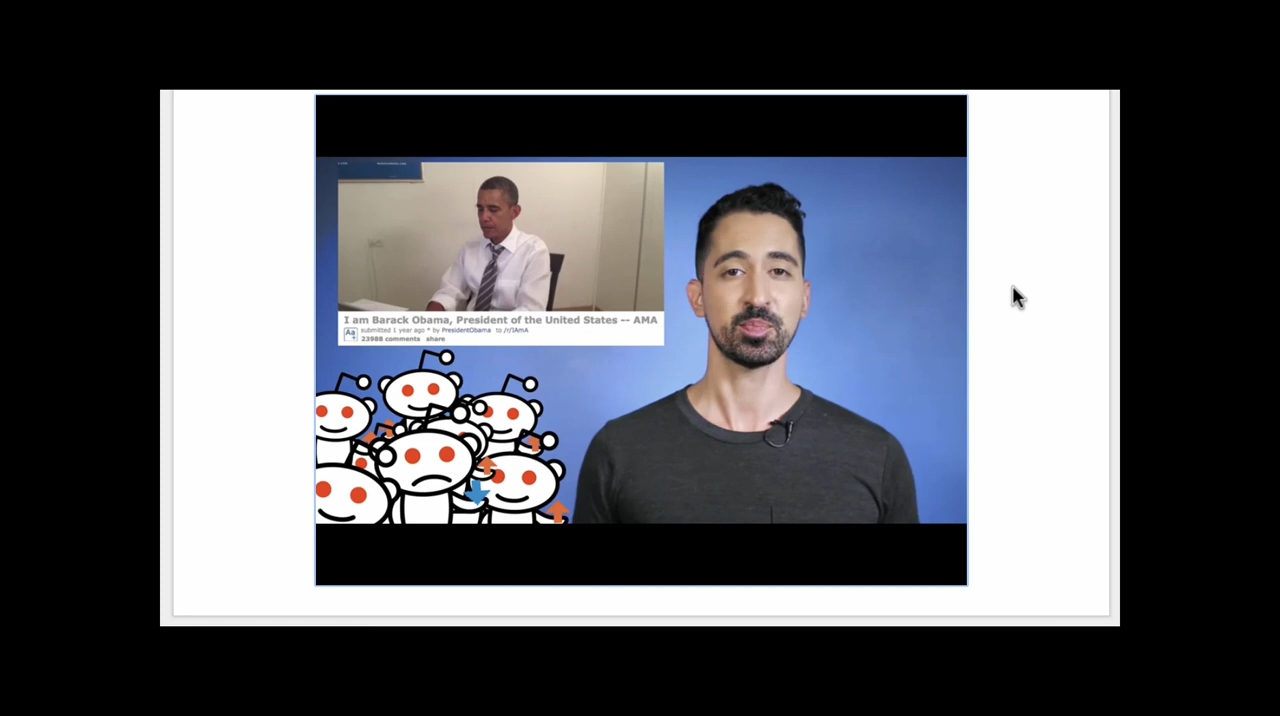 I am Barack Obama, President of the United States -- AMA
Aa
submitted 1 year ago * by PresidentObama to /r/IAmA
23988 comments share